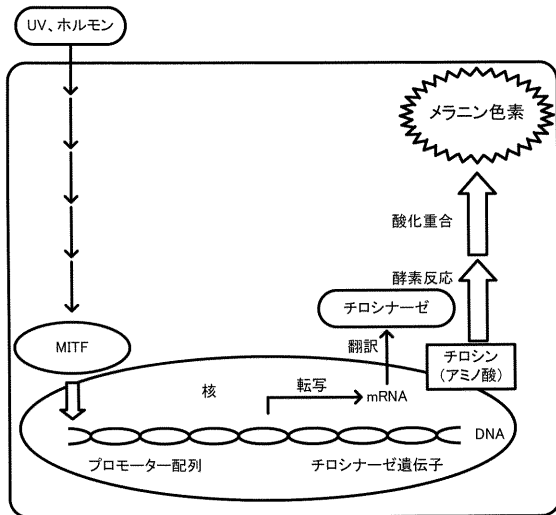 UV、ホルモン
メラニン色素
酸化重合
酵素反応
チロシナーゼ
MITF
翻訳
チロシン
(アミノ酸)
核
転写
mRNA
DNA
プロモーター配列
チロシナーゼ遺伝子